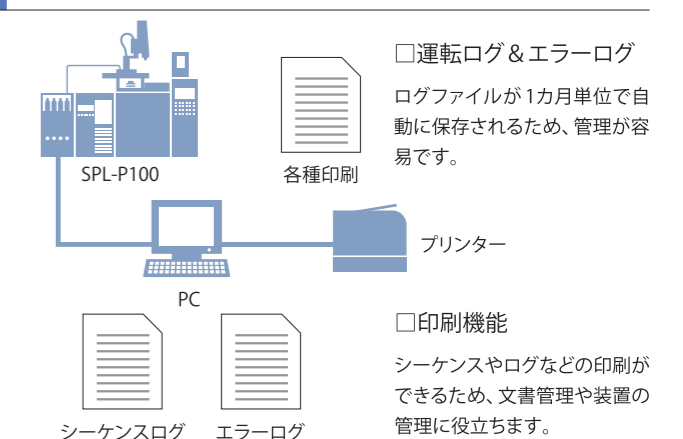 □運転ログ＆エラーログ
ログファイルが1カ月単位で自
動に保存されるため、管理が容
易です。
SPL-P100
各種印刷
プリンター
PC
□印刷機能
シーケンスやログなどの印刷が
できるため、文書管理や装置の
管理に役立ちます。
シーケンスログ
エラーログ